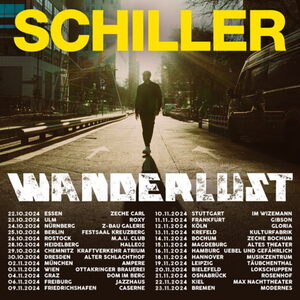 SCHILLER
WANDERLUST
22.10.2024 ESSEN ZECHE CARL
23.10.2024 ULM ROXY
24.10.2024 NÜRNBERG Z-BAU GALERIE
25.10.2024 BERLIN FESTSAAL KREUZBERG
26.10.2024 ROSTOCK M.A.U. CLUB
28.10.2024 HEIDELBERG HALLE02
29.10.2024 CHEMNITZ KRAFTVERKEHR ATRIUM
30.10.2024 DRESDEN ALTER SCHLACHTHOF
02.11.2024 MÜNCHEN AMPERE
03.11.2024 WIEN OTTAKRINGER BRAUEREI
04.11.2024 GRAZ DOM IM BERG
06.11.2024 FREIBURG JAZZHAUS
09.11.2024 FRIEDRICHSHAFEN CASERNE
10.11.2024 STUTTGART IM WIZEMANN
11.11.2024 FRANKFURT GIBSON
12.11.2024 KÖLN GLORIA
13.11.2024 KREFELD KULTURFABRIK
14.11.2024 BOCHUM ZECHE BOCHUM
15.11.2024 MAGDEBURG ALTES THEATER
16.11.2024 HAMBURG UEBEL UND GEFÄHRLICH
18.11.2024 HANNOVER MUSIKZENTRUM
19.11.2024 LEIPZIG TÄUBCHENTHAL
20.11.2024 BIELEFELD LOKSCHUPPEN
21.11.2024 OSNABRÜCK ROSENHOF
22.11.2024 KIEL MAX NACHTTHEATER
23.11.2024 BREMEN MODERNES